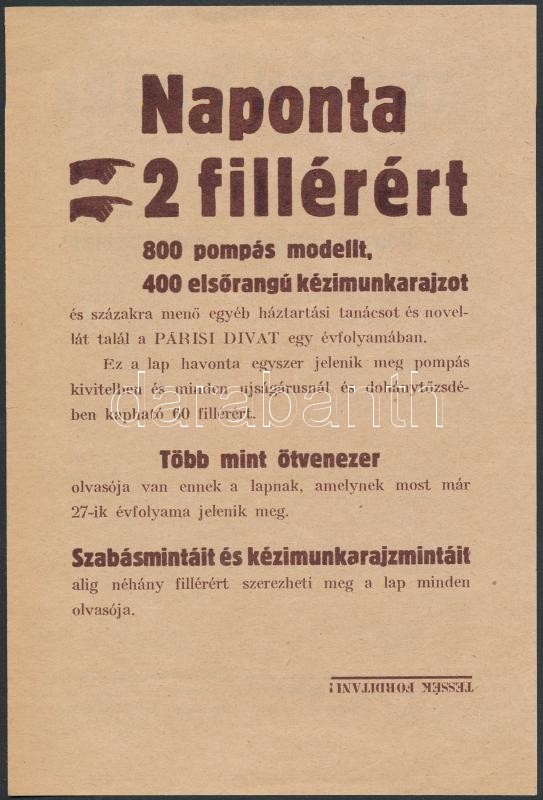 Naponta
2 fillérért
800 pompás modellt,
400 elsőrangú kézimunkarajzot
és százakra menő egyéb háztartási tanácsot és novel-
lát talál a PÁRISI DIVAT egy évfolyamában.
Ez a lap havonta egyszer jelenik meg pompás
kivitelben és minden ujságárusnál és dohánytőzsdé-
ben kapható 60 fillérért.
darabanth
Több mint ötvenezer
olvasója van ennek a lapnak, amelynek most már
27-ik évfolyama jelenik meg.
Szabásmintáit és kézimunkarajzmintáit
alig néhány fillérért szerezheti meg a lap minden
olvasója.
TESSÉK FORDITANI!